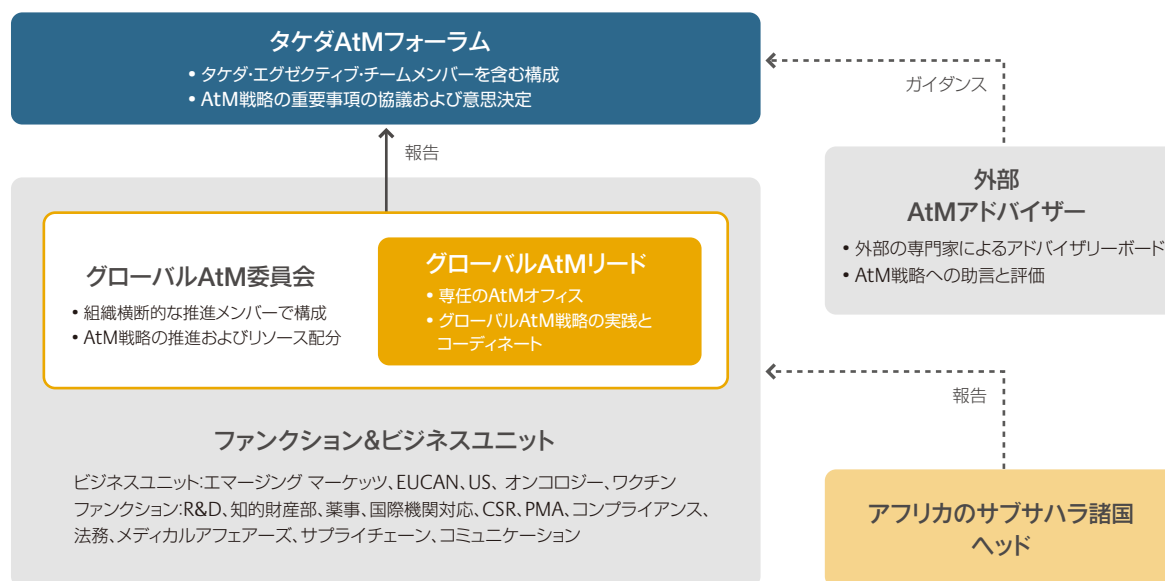 タケダAtMフォーラム
• タケダ・エグゼクティブ・チームメンバーを含む構成
• AtM戦略の重要事項の協議および意思決定
ガイダンス
報告
外部
AtMアドバイザー
• 外部の専門家によるアドバイザリーボード
• AtM戦略への助言と評価
グローバルAtM委員会
• 組織横断的な推進メンバーで構成
• AtM戦略の推進およびリソース配分
グローバルAtMリード
• 専任のAtMオフィス
• グローバルAtM戦略の実践と
コーディネート
報告
ファンクション&ビジネスユニット
ビジネスユニット:エマージング マーケッツ、EUCAN、US、 オンコロジー、ワクチン
ファンクション:R&D、知的財産部、薬事、国際機関対応、CSR、PMA、コンプライアンス、
法務、メディカルアフェアーズ、サプライチェーン、コミュニケーション
アフリカのサブサハラ諸国
ヘッド